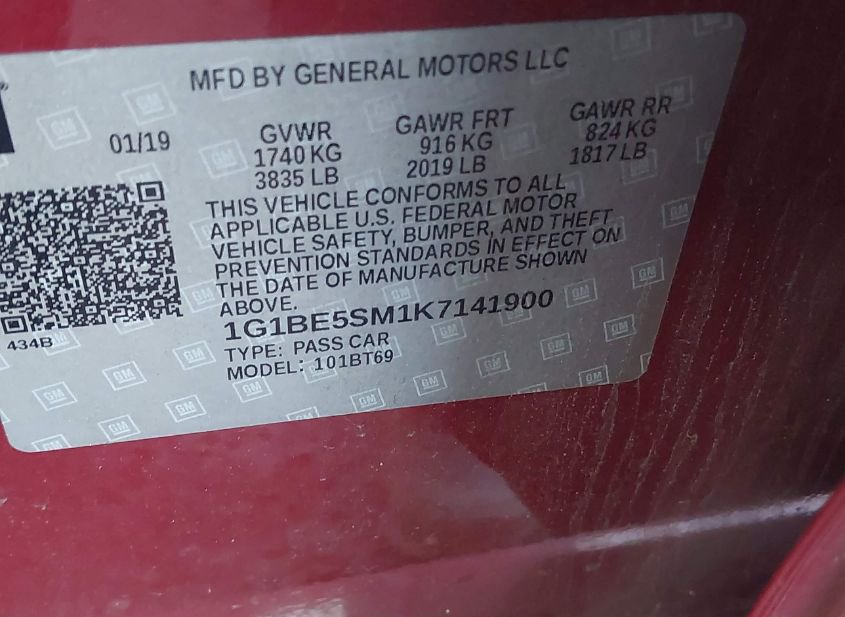 MFD BY GENERAL MOTORS LLC
01/19
GVWR GAWR FRT GAWR RR
1740 KG 916 KG 824 KG
3835 LB 2019 LB 1817 LB
THIS VEHICLE CONFORMS TO ALL
APPLICABLE U.S. FEDERAL MOTOR
VEHICLE SAFETY, BUMPER, AND THEFT
PREVENTION STANDARDS IN EFFECT ON
THE DATE OF MANUFACTURE SHOWN
ABOVE.
1G1BE5SM1K7141900
TYPE: PASS CAR
MODEL: 101BT69
434B